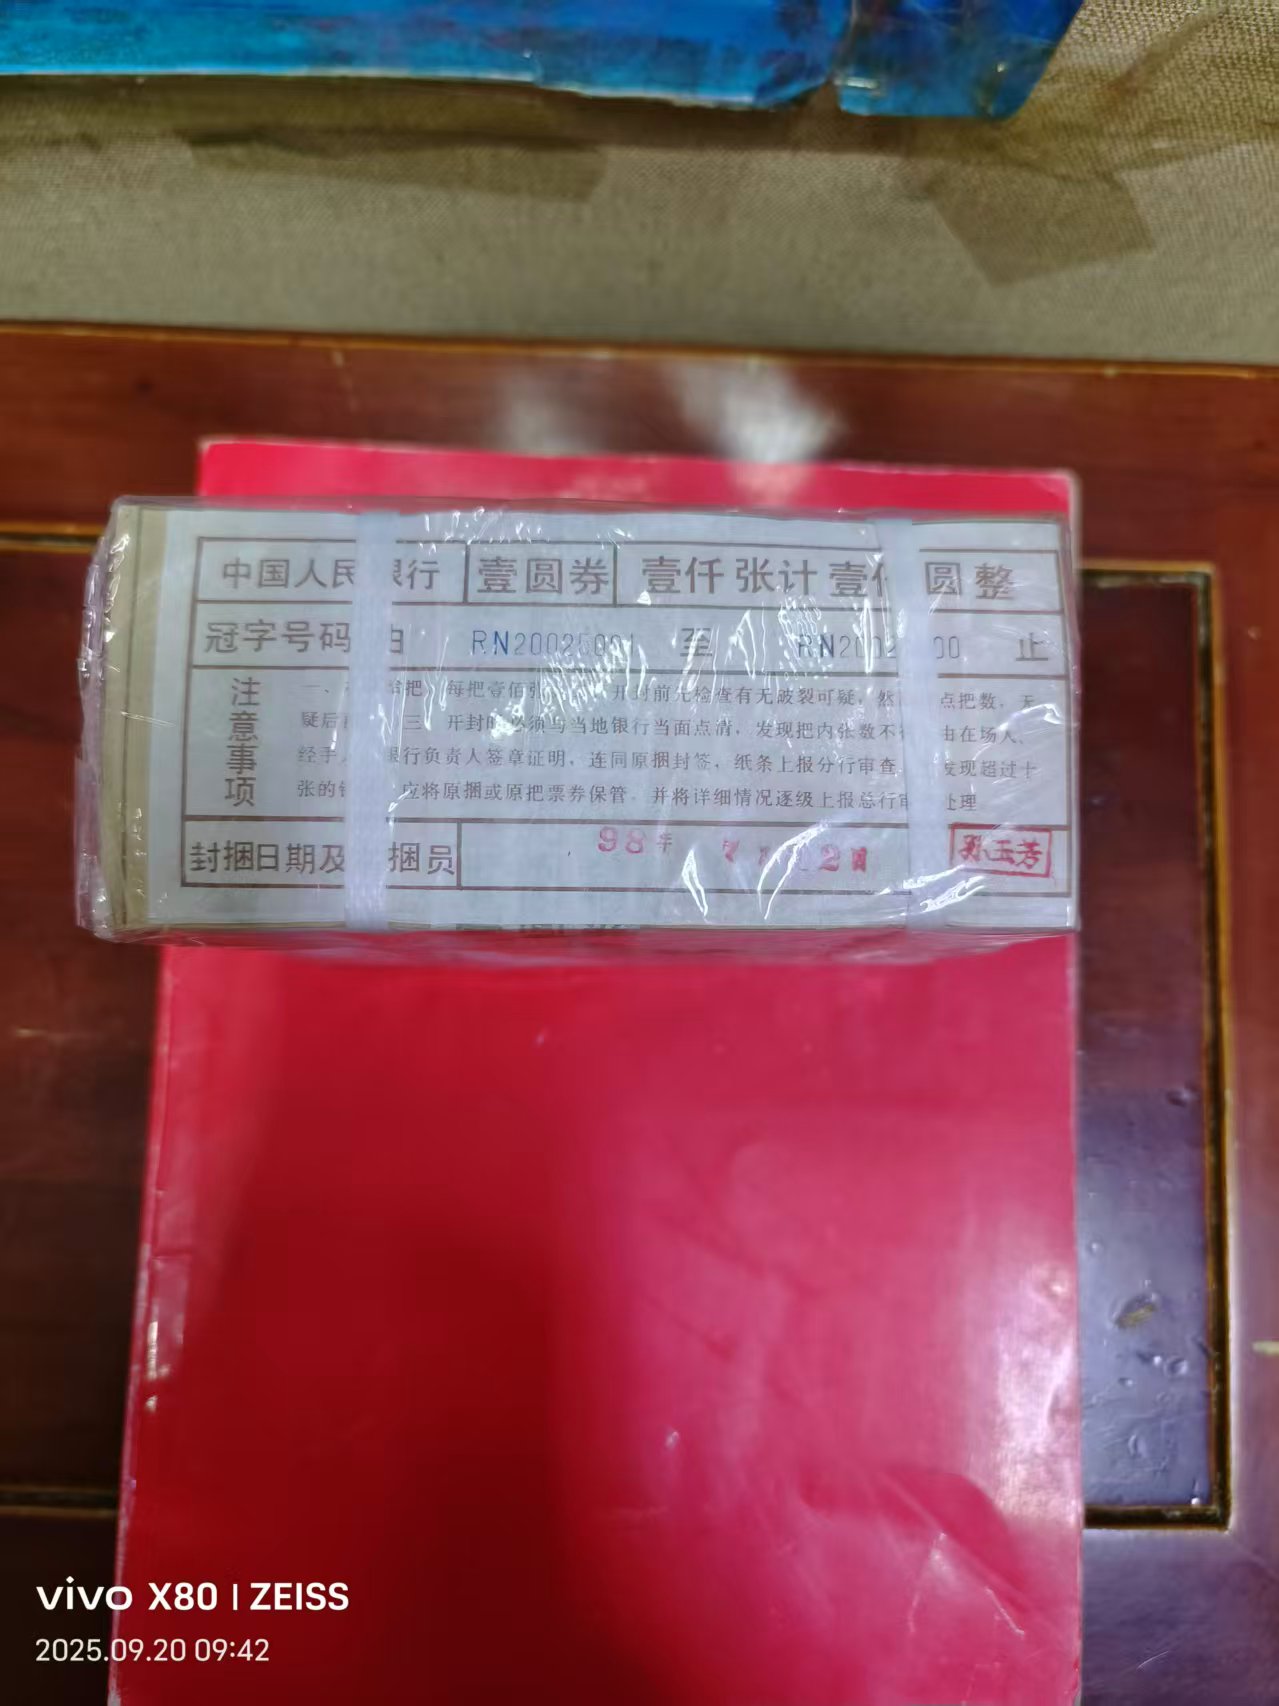 中国人民银行 壹圆券 壹仟张计壹仟圆整
冠字号码 由 RN20025001 至 RN2002 00 止
注意事项
一、 把 每把壹佰张 开封前先检查有无破裂可疑，然 点把数，无
疑后 三、开封时必须与当地银行当面点清，发现把内张数不 由在场人、
经手 银行负责人签章证明，连同原捆封签，纸条上报分行审查 发现超过十
张的 应将原捆或原把票券保管，并将详细情况逐级上报总行 处理
封捆日期及封捆员 98年 7 2日 孙玉芳
vivo X80 | ZEISS
2025.09.20 09:42